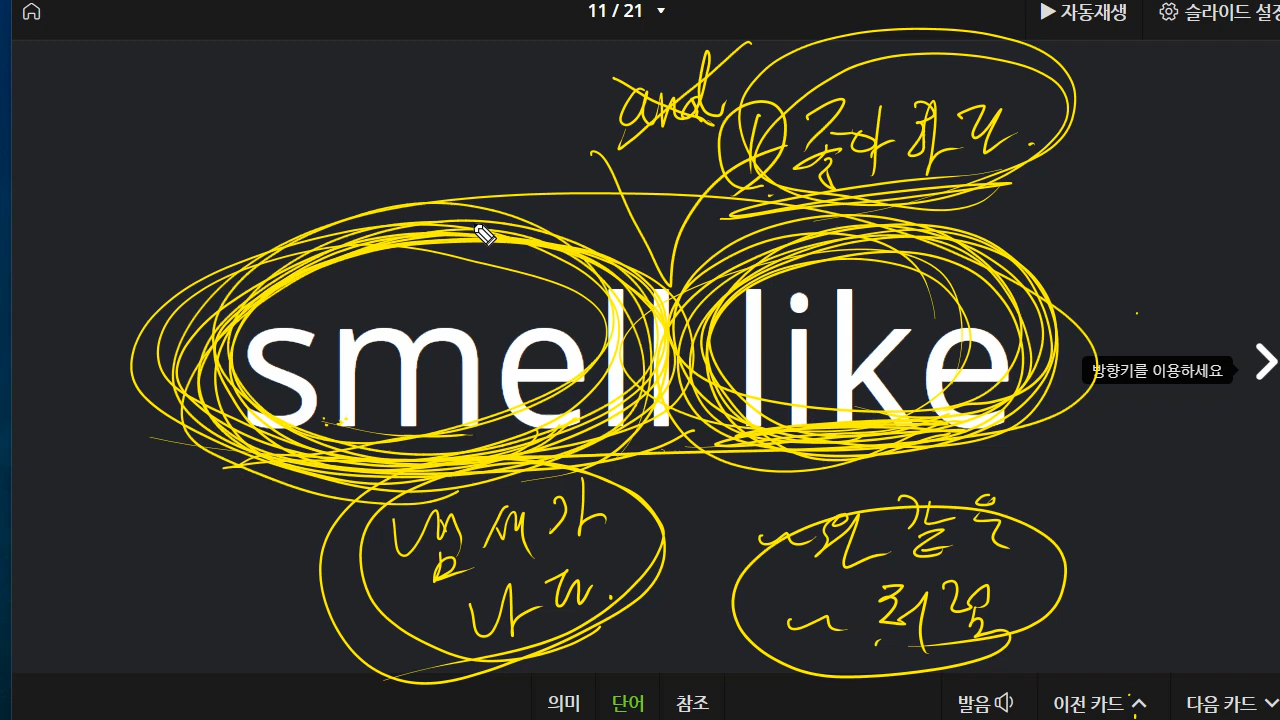 11 / 21
자동재생
슬라이드 설정
and
① 좋아한다.
smell like
방향키를 이용하세요
냄새가
나다.
~와 같은
~처럼
의미
단어
참조
발음
이전 카드
다음 카드